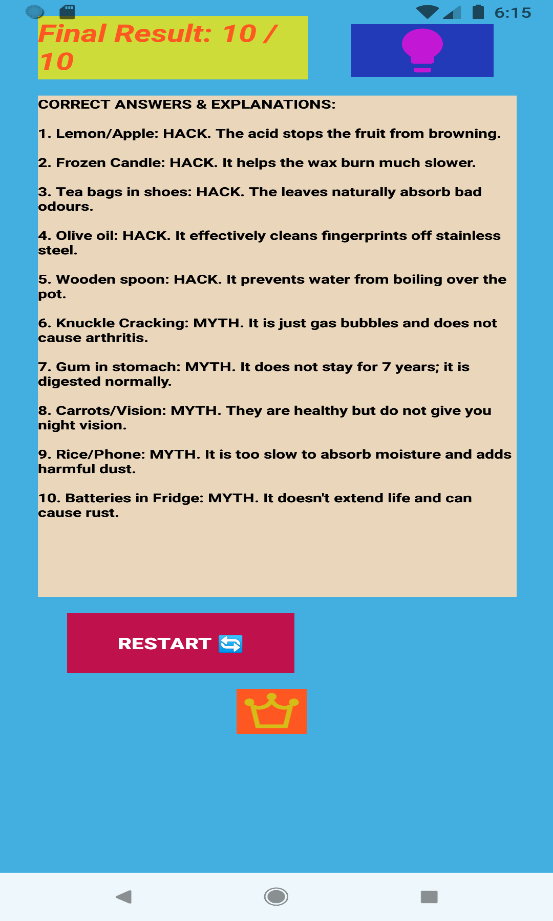 6:15
Final Result: 10 /
10
CORRECT ANSWERS & EXPLANATIONS:
1. Lemon/Apple: HACK. The acid stops the fruit from browning.
2. Frozen Candle: HACK. It helps the wax burn much slower.
3. Tea bags in shoes: HACK. The leaves naturally absorb bad
odours.
4. Olive oil: HACK. It effectively cleans fingerprints off stainless
steel.
5. Wooden spoon: HACK. It prevents water from boiling over the
pot.
6. Knuckle Cracking: MYTH. It is just gas bubbles and does not
cause arthritis.
7. Gum in stomach: MYTH. It does not stay for 7 years; it is
digested normally.
8. Carrots/Vision: MYTH. They are healthy but do not give you
night vision.
9. Rice/Phone: MYTH. It is too slow to absorb moisture and adds
harmful dust.
10. Batteries in Fridge: MYTH. It doesn't extend life and can
cause rust.
RESTART